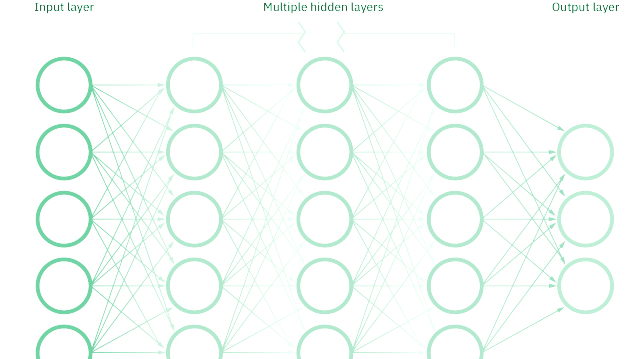 Input layer
Multiple hidden layers
Output layer